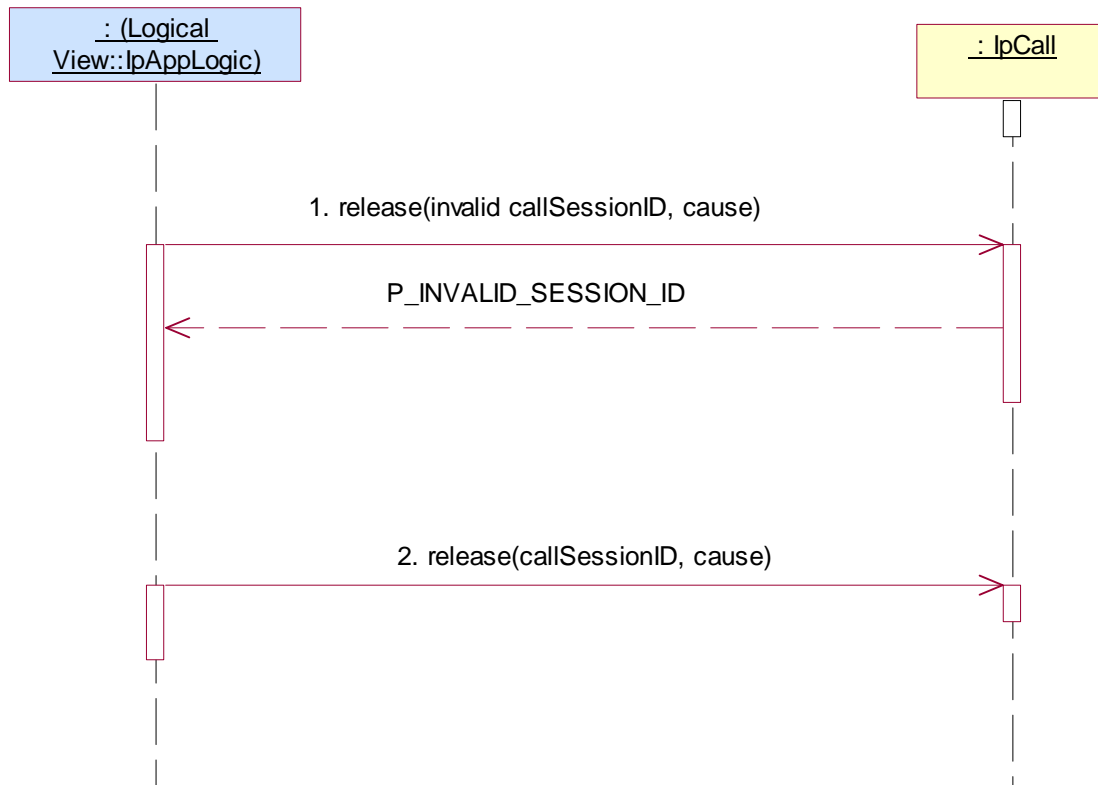 : (Logical
View::IpAppLogic)
: IpCall
1. release(invalid callSessionID, cause)
P_INVALID_SESSION_ID
2. release(callSessionID, cause)